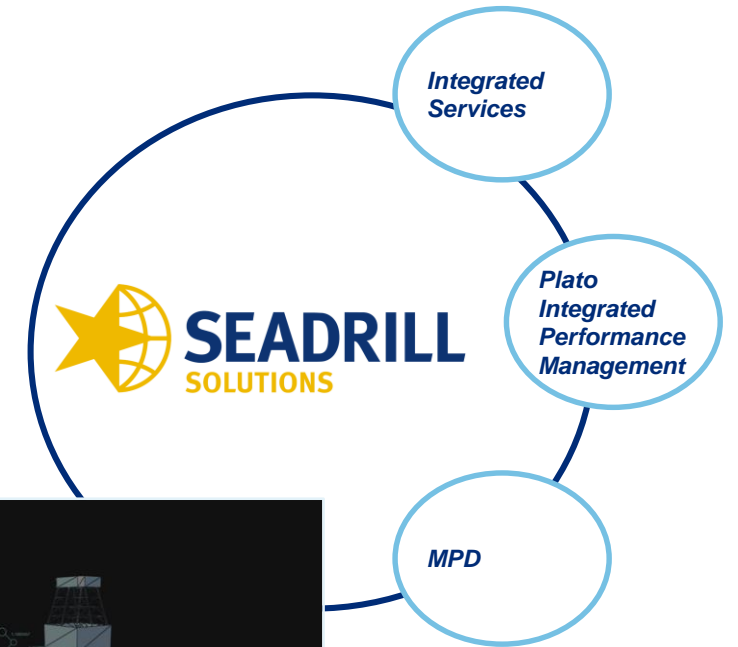 Integrated
Services
Plato
Integrated
Performance
Management
SEADRILL
SOLUTIONS
MPD